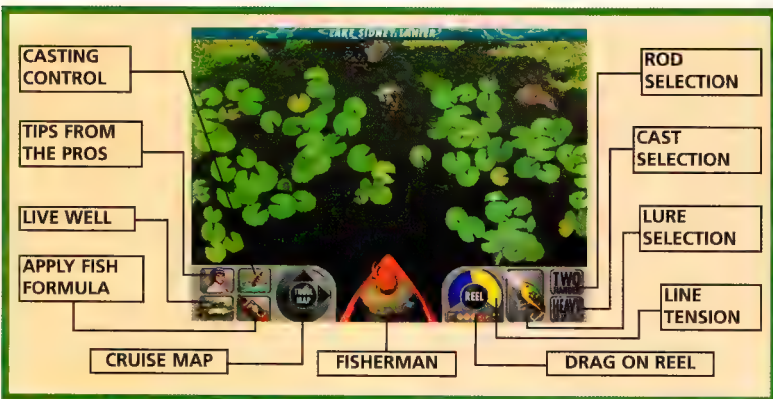 LAKE SIDNEY LANIER
CASTING
CONTROL
TIPS FROM
THE PROS
LIVE WELL
APPLY FISH
FORMULA
CRUISE MAP
FISHERMAN
DRAG ON REEL
ROD
SELECTION
CAST
SELECTION
LURE
SELECTION
LINE
TENSION
MAP
REEL
TWO
HEAVY